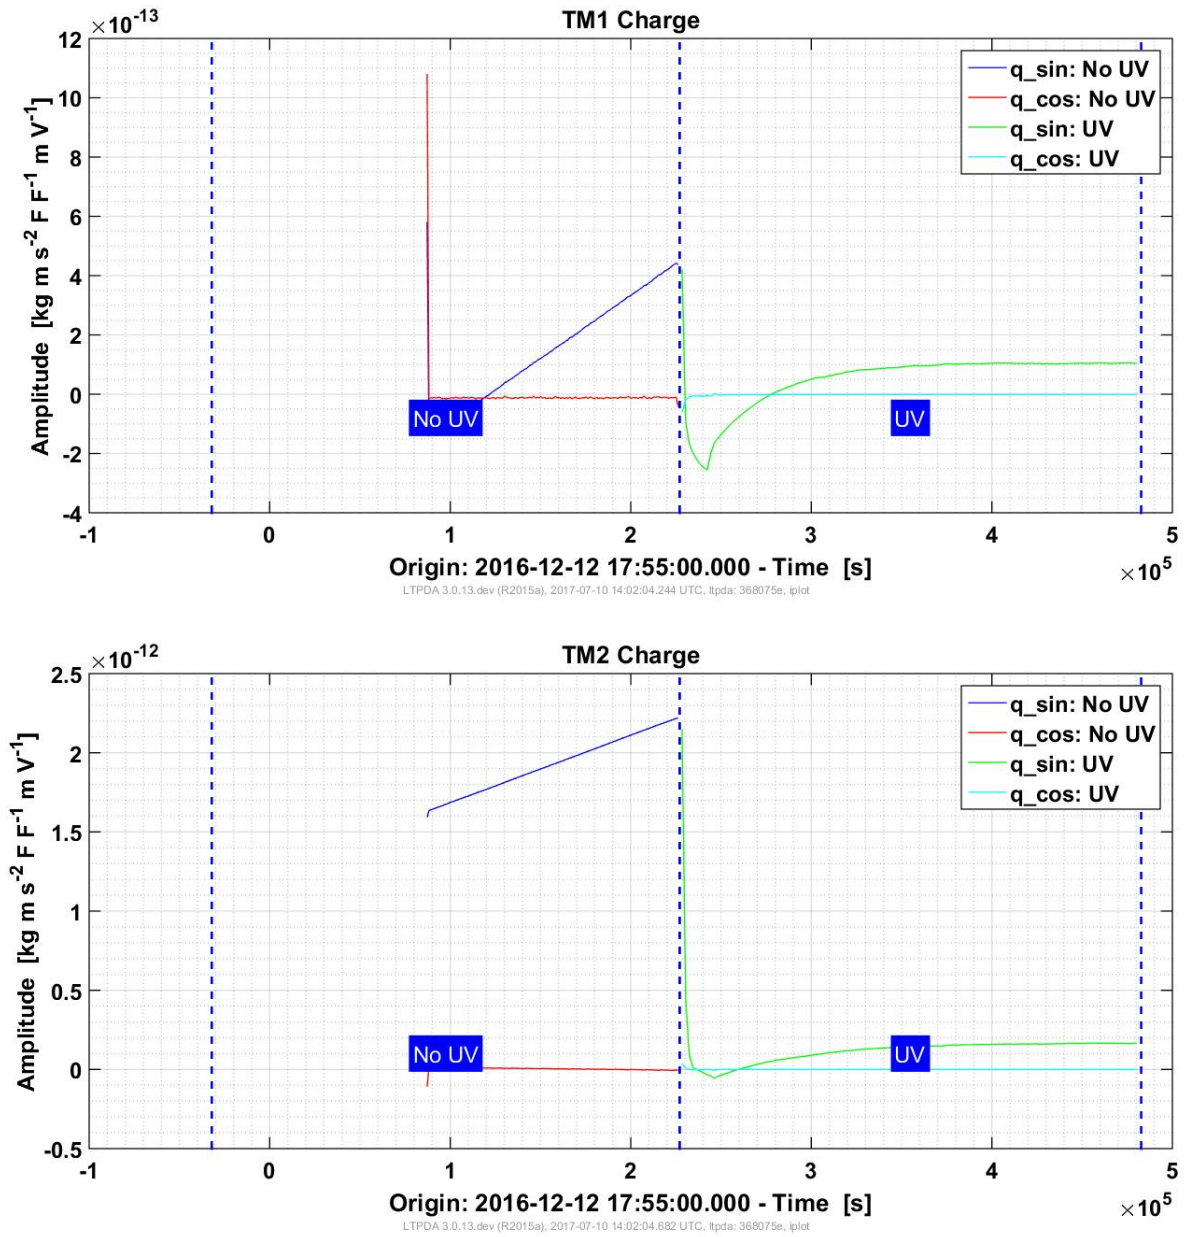 TM1 Charge
×10-13
12
10
8
6
4
2
0
-2
-4
Amplitude [kg m s-2 F F-1 m V-1]
q_sin: No UV
q_cos: No UV
q_sin: UV
q_cos: UV
No UV
UV
-1 0 1 2 3 4 5
Origin: 2016-12-12 17:55:00.000 - Time [s]
×10 5
LTPDA 3.0.13.dev (R2015a), 2017-07-10 14:02:04.244 UTC, ltpda: 368075e, iplot
TM2 Charge
×10-12
2.5
2
1.5
1
0.5
0
-0.5
Amplitude [kg m s-2 F F-1 m V-1]
q_sin: No UV
q_cos: No UV
q_sin: UV
q_cos: UV
No UV
UV
-1 0 1 2 3 4 5
Origin: 2016-12-12 17:55:00.000 - Time [s]
×10 5
LTPDA 3.0.13.dev (R2015a), 2017-07-10 14:02:04.682 UTC, ltpda: 368075e, iplot